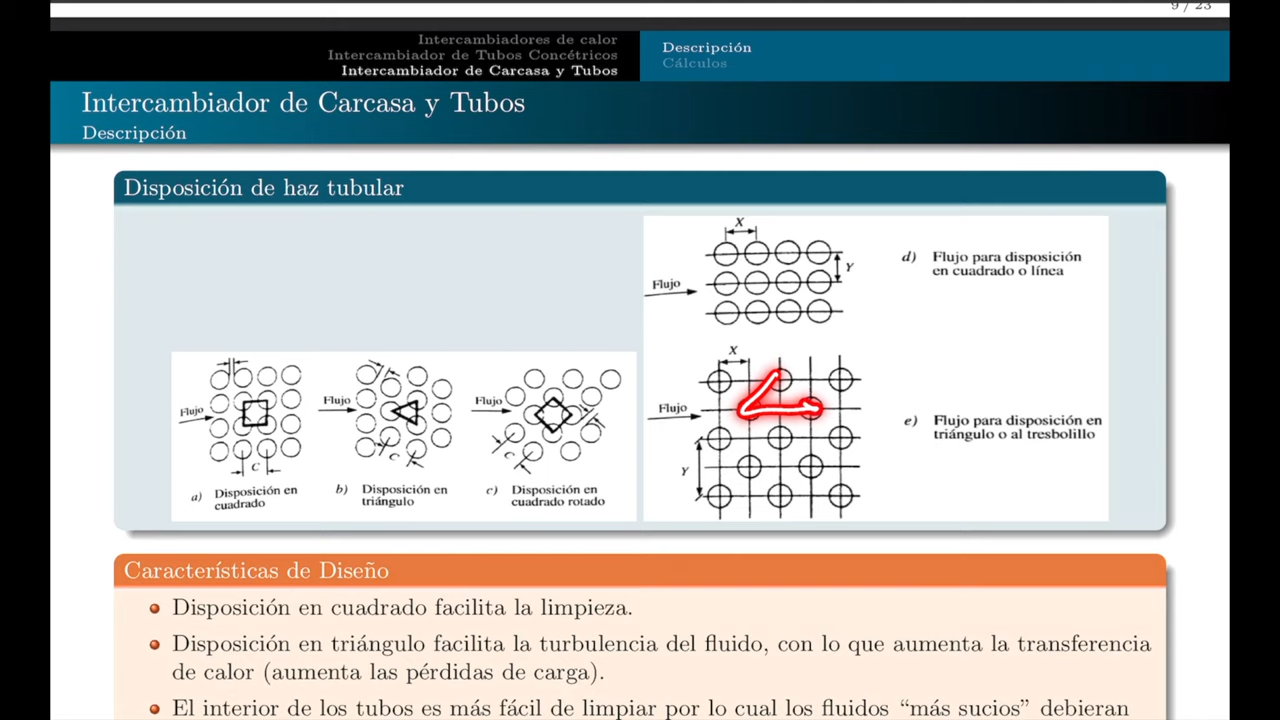 9 / 23
Intercambiadores de calor
Intercambiador de Tubos Concéntricos
Intercambiador de Carcasa y Tubos
Descripción
Cálculos
Intercambiador de Carcasa y Tubos
Descripción
Disposición de haz tubular
X
Y
Flujo
d) Flujo para disposición
en cuadrado o línea
Flujo
C
a) Disposición en
cuadrado
Flujo
C
b) Disposición en
triángulo
Flujo
C
c) Disposición en
cuadrado rotado
X
Flujo
Y
e) Flujo para disposición en
triángulo o al tresbolillo
Características de Diseño
Disposición en cuadrado facilita la limpieza.
Disposición en triángulo facilita la turbulencia del fluido, con lo que aumenta la transferencia
de calor (aumenta las pérdidas de carga).
El interior de los tubos es más fácil de limpiar por lo cual los fluidos “más sucios” debieran